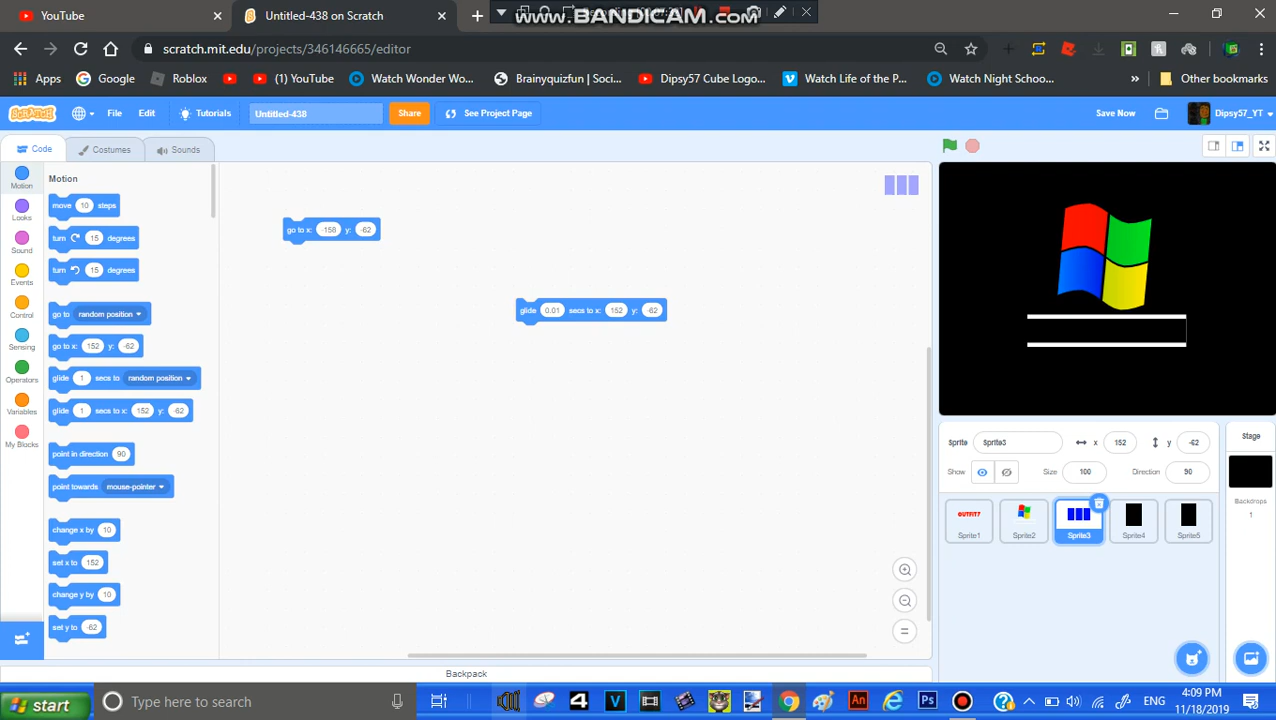 YouTube
Untitled-438 on Scratch
www.BANDICAM.com
scratch.mit.edu/projects/346146665/editor
Apps
Google
Roblox
(1) YouTube
Watch Wonder Wo...
Brainyquizfun | Soci...
Dipsy57 Cube Logo...
Watch Life of the P...
Watch Night Schoo...
»
Other bookmarks
SCRATCH
File
Edit
Tutorials
Untitled-438
Share
See Project Page
Save Now
Dipsy57_YT
Code
Costumes
Sounds
Motion
Looks
Sound
Events
Control
Sensing
Operators
Variables
My Blocks
Motion
move 10 steps
turn 15 degrees
turn 15 degrees
go to random position
go to x: 152 y: -62
glide 1 secs to random position
glide 1 secs to x: 152 y: -62
point in direction 90
point towards mouse-pointer
change x by 10
set x to 152
change y by 10
set y to -62
go to x: -158 y: -62
glide 0.01 secs to x: 152 y: -62
Sprite Sprite3 x 152 y -62
Show Size 100 Direction 90
OUTFIT7
Sprite1
Sprite2
Sprite3
Sprite4
Sprite5
Stage
Backdrops
1
Backpack
start
Type here to search
ENG
4:09 PM
11/18/2019